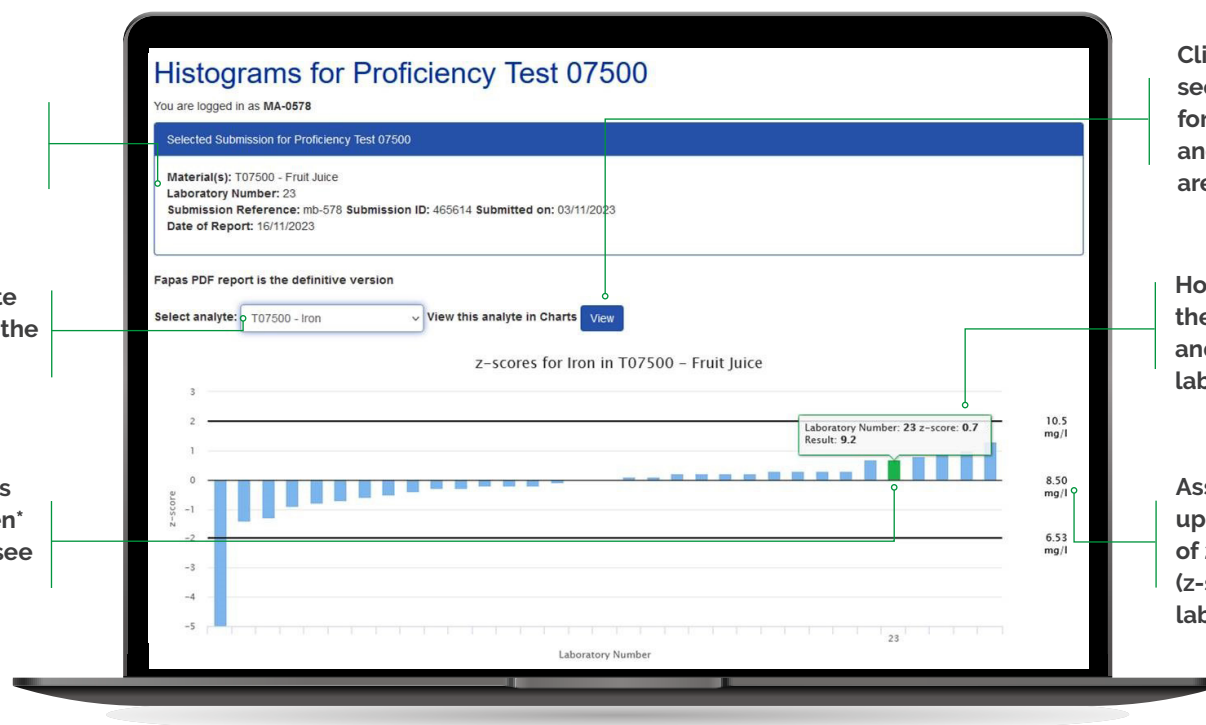 Histograms for Proficiency Test 07500
You are logged in as MA-0578
Selected Submission for Proficiency Test 07500
Material(s): T07500 - Fruit Juice
Laboratory Number: 23
Submission Reference: mb-578 Submission ID: 465614 Submitted on: 03/11/2023
Date of Report: 16/11/2023
Fapas PDF report is the definitive version
Select analyte: T07500 - Iron View this analyte in Charts View
z-scores for Iron in T07500 – Fruit Juice
z-score
3
2
1
0
-1
-2
-3
-4
-5
Laboratory Number: 23 z-score: 0.7
Result: 9.2
10.5
mg/l
8.50
mg/l
6.53
mg/l
23
Laboratory Number
the
see
for
are
of